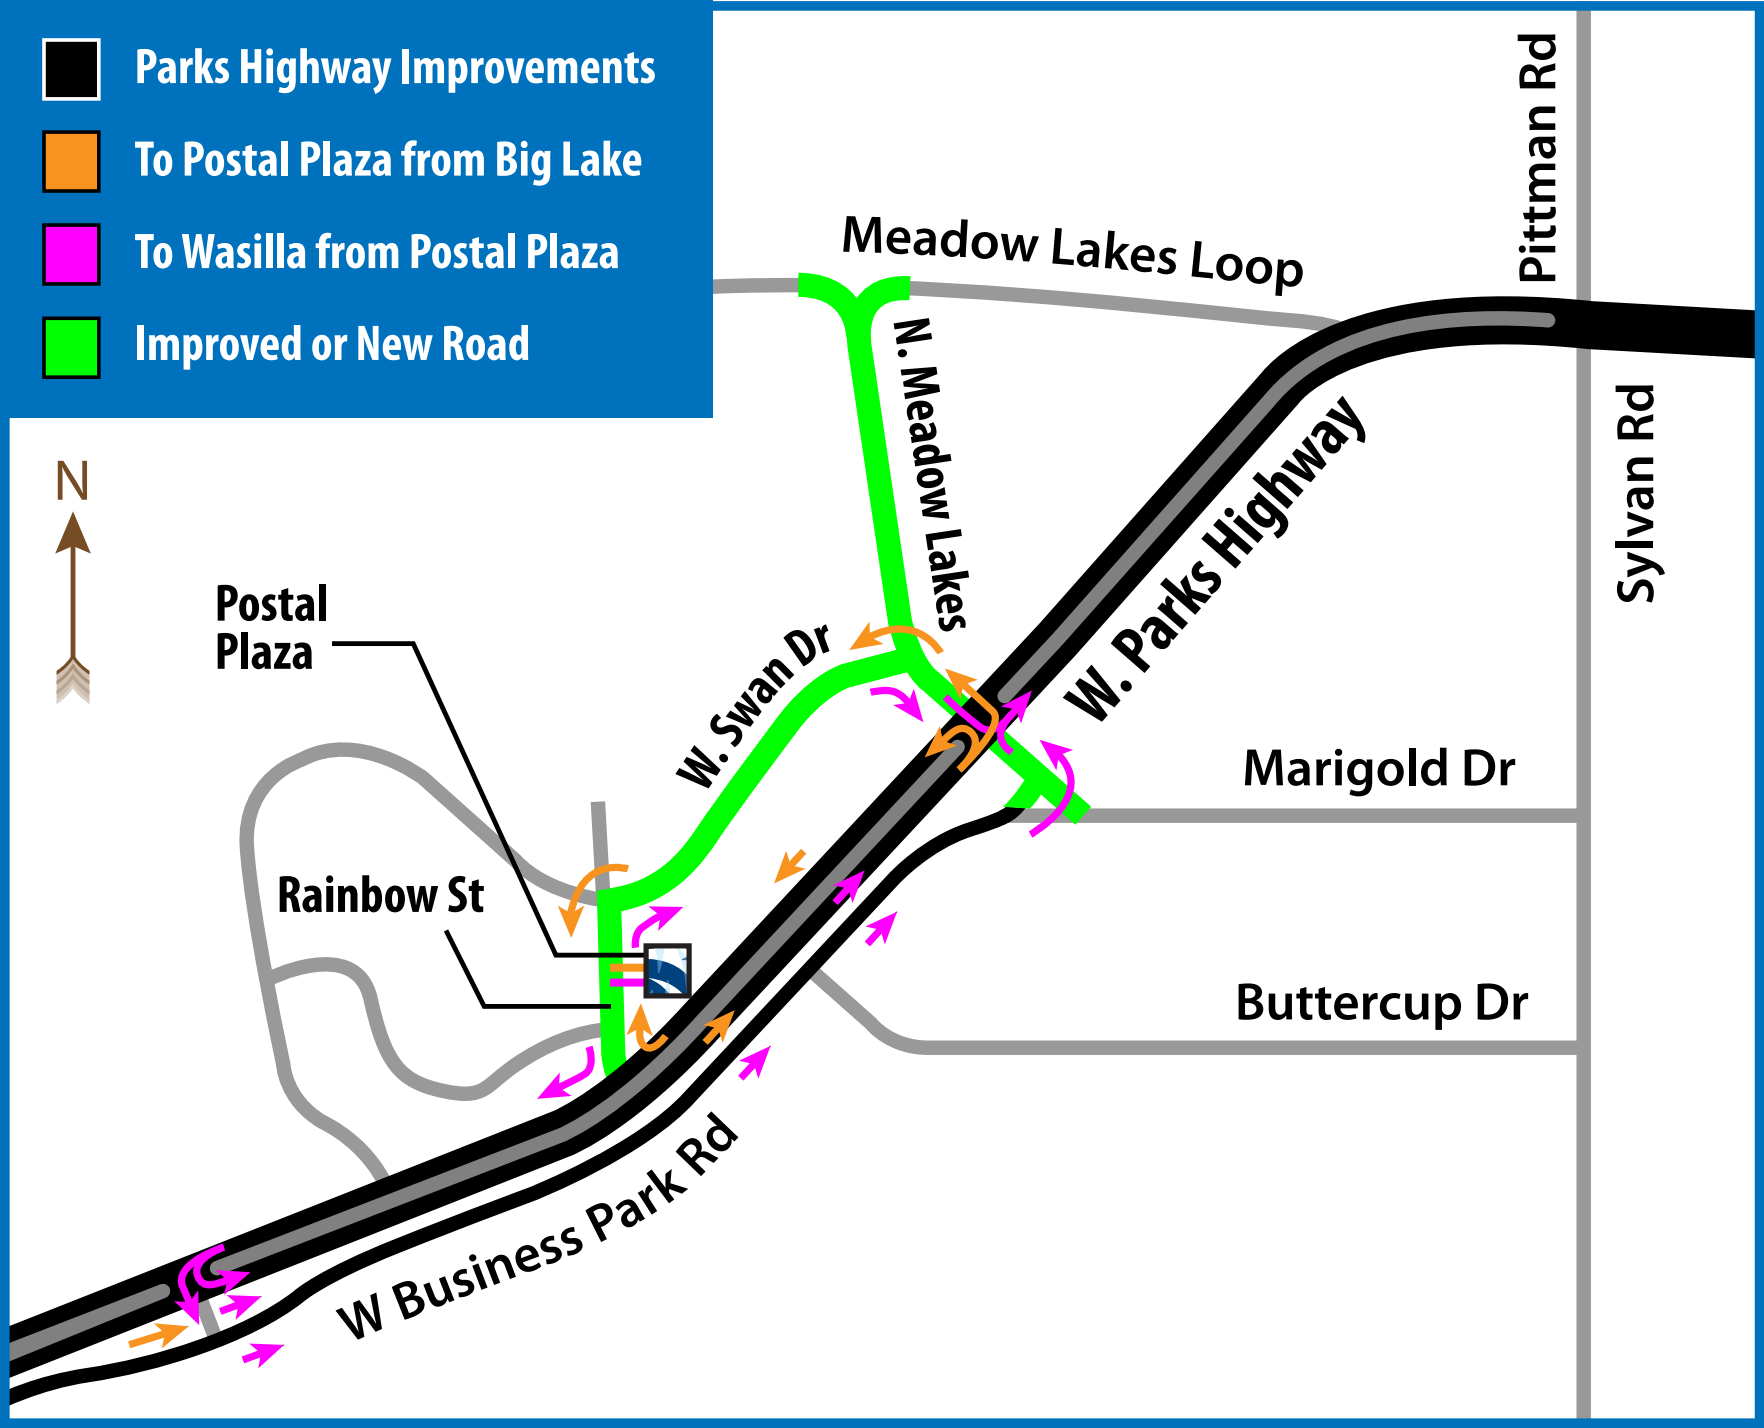 Parks Highway Improvements
To Postal Plaza from Big Lake
To Wasilla from Postal Plaza
Improved or New Road
Pittman Rd
Meadow Lakes Loop
N. Meadow Lakes
Sylvan Rd
W. Parks Highway
N
Postal
Plaza
W. Swan Dr
Marigold Dr
Rainbow St
Buttercup Dr
W Business Park Rd